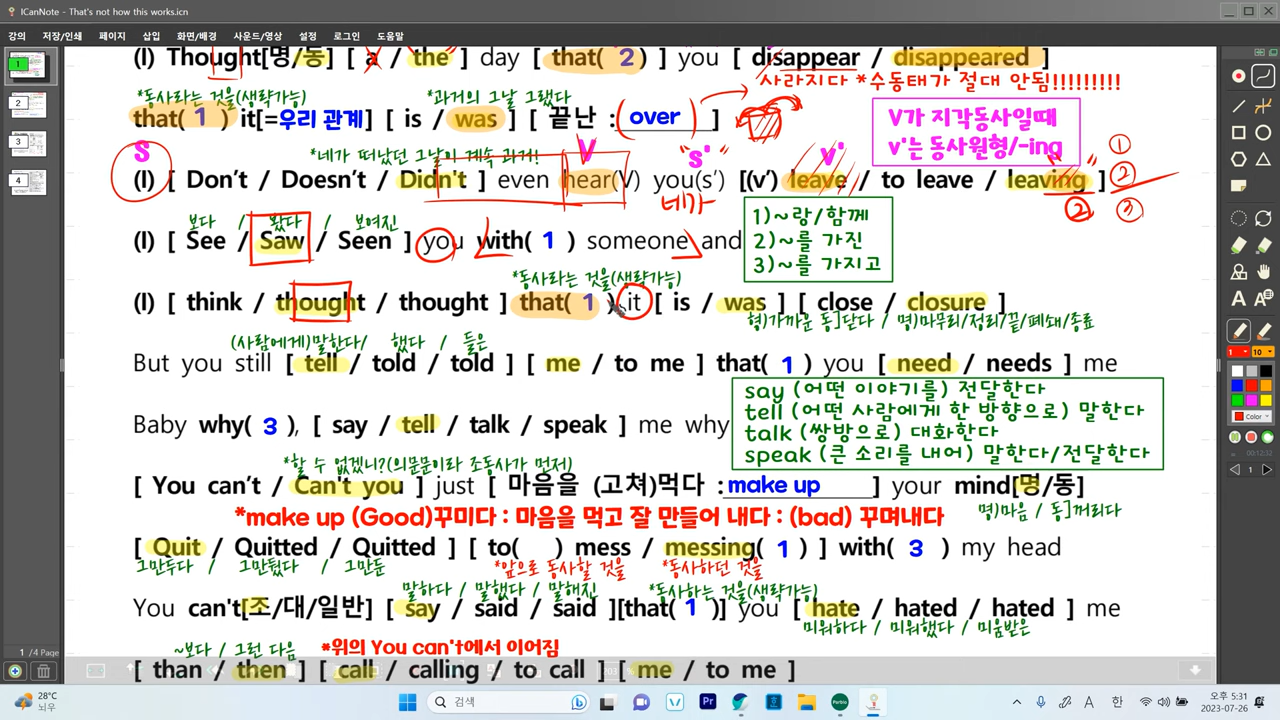 ICanNote - That's not how this works.icn
강의 저장/인쇄 페이지 삽입 화면/배경 사운드/영상 설정 로그인 도움말
(I) Thought[명/동] [ a / the ] day [ that( 2 ) ] you [ disappear / disappeared ]
사라지다 *수동태가 절대 안됨!!!!!!!!!
*동사라는 것을(생략가능) *과거의 그날 그랬다
that( 1 ) it[=우리 관계] [ is / was ] [ 끝난 : over ]
V가 지각동사일때
v'는 동사원형/-ing
S *네가 떠났던 그날이 계속 과거! V "s'" v'
(I) [ Don't / Doesn't / Didn't ] even hear(V) you(s') [(v') leave / to leave / leaving ]
① ② ③
네가 ②
보다 / 봤다 / 보여진
(I) [ See / Saw / Seen ] you with( 1 ) someone and
1)~랑/함께
2)~를 가진
3)~를 가지고
*동사라는 것을(생략가능)
(I) [ think / thought / thought ] that( 1 ) it [ is / was ] [ close / closure ]
형)가까운 동]닫다 / 명)마무리/정리/끝/폐쇄/종료
(사람에게)말한다/ 했다 / 들은
But you still [ tell / told / told ] [ me / to me ] that( 1 ) you [ need / needs ] me
say (어떤 이야기를) 전달한다
tell (어떤 사람에게 한 방향으로) 말한다
talk (쌍방으로) 대화한다
speak (큰 소리를 내어) 말한다/전달한다
Baby why( 3 ), [ say / tell / talk / speak ] me why
*할 수 없겠니?(의문문이라 조동사가 먼저)
[ You can't / Can't you ] just [ 마음을 (고쳐)먹다 : make up ] your mind[명/동]
*make up (Good)꾸미다 : 마음을 먹고 잘 만들어 내다 : (bad) 꾸며내다
명)마음 / 동]꺼리다
[ Quit / Quitted / Quitted ] [ to( ) mess / messing( 1 ) ] with( 3 ) my head
그만두다 / 그만뒀다 / 그만둔 *앞으로 동사할 것을 *동사하던 것을
말하다 / 말했다 / 말해진 *동사하는 것을(생략가능)
You can't[조/대/일반] [ say / said / said ][that( 1 )] you [ hate / hated / hated ] me
미워하다 / 미워했다 / 미움받은
~보다 / 그런 다음 *위의 You can't에서 이어짐
[ than / then ] [ call / calling / to call ] [ me / to me ]
1
2
3
4
1 /4 Page
10
Color
00:12:32
1
28°C
뇌우
검색
한
오후 5:31
2023-07-26